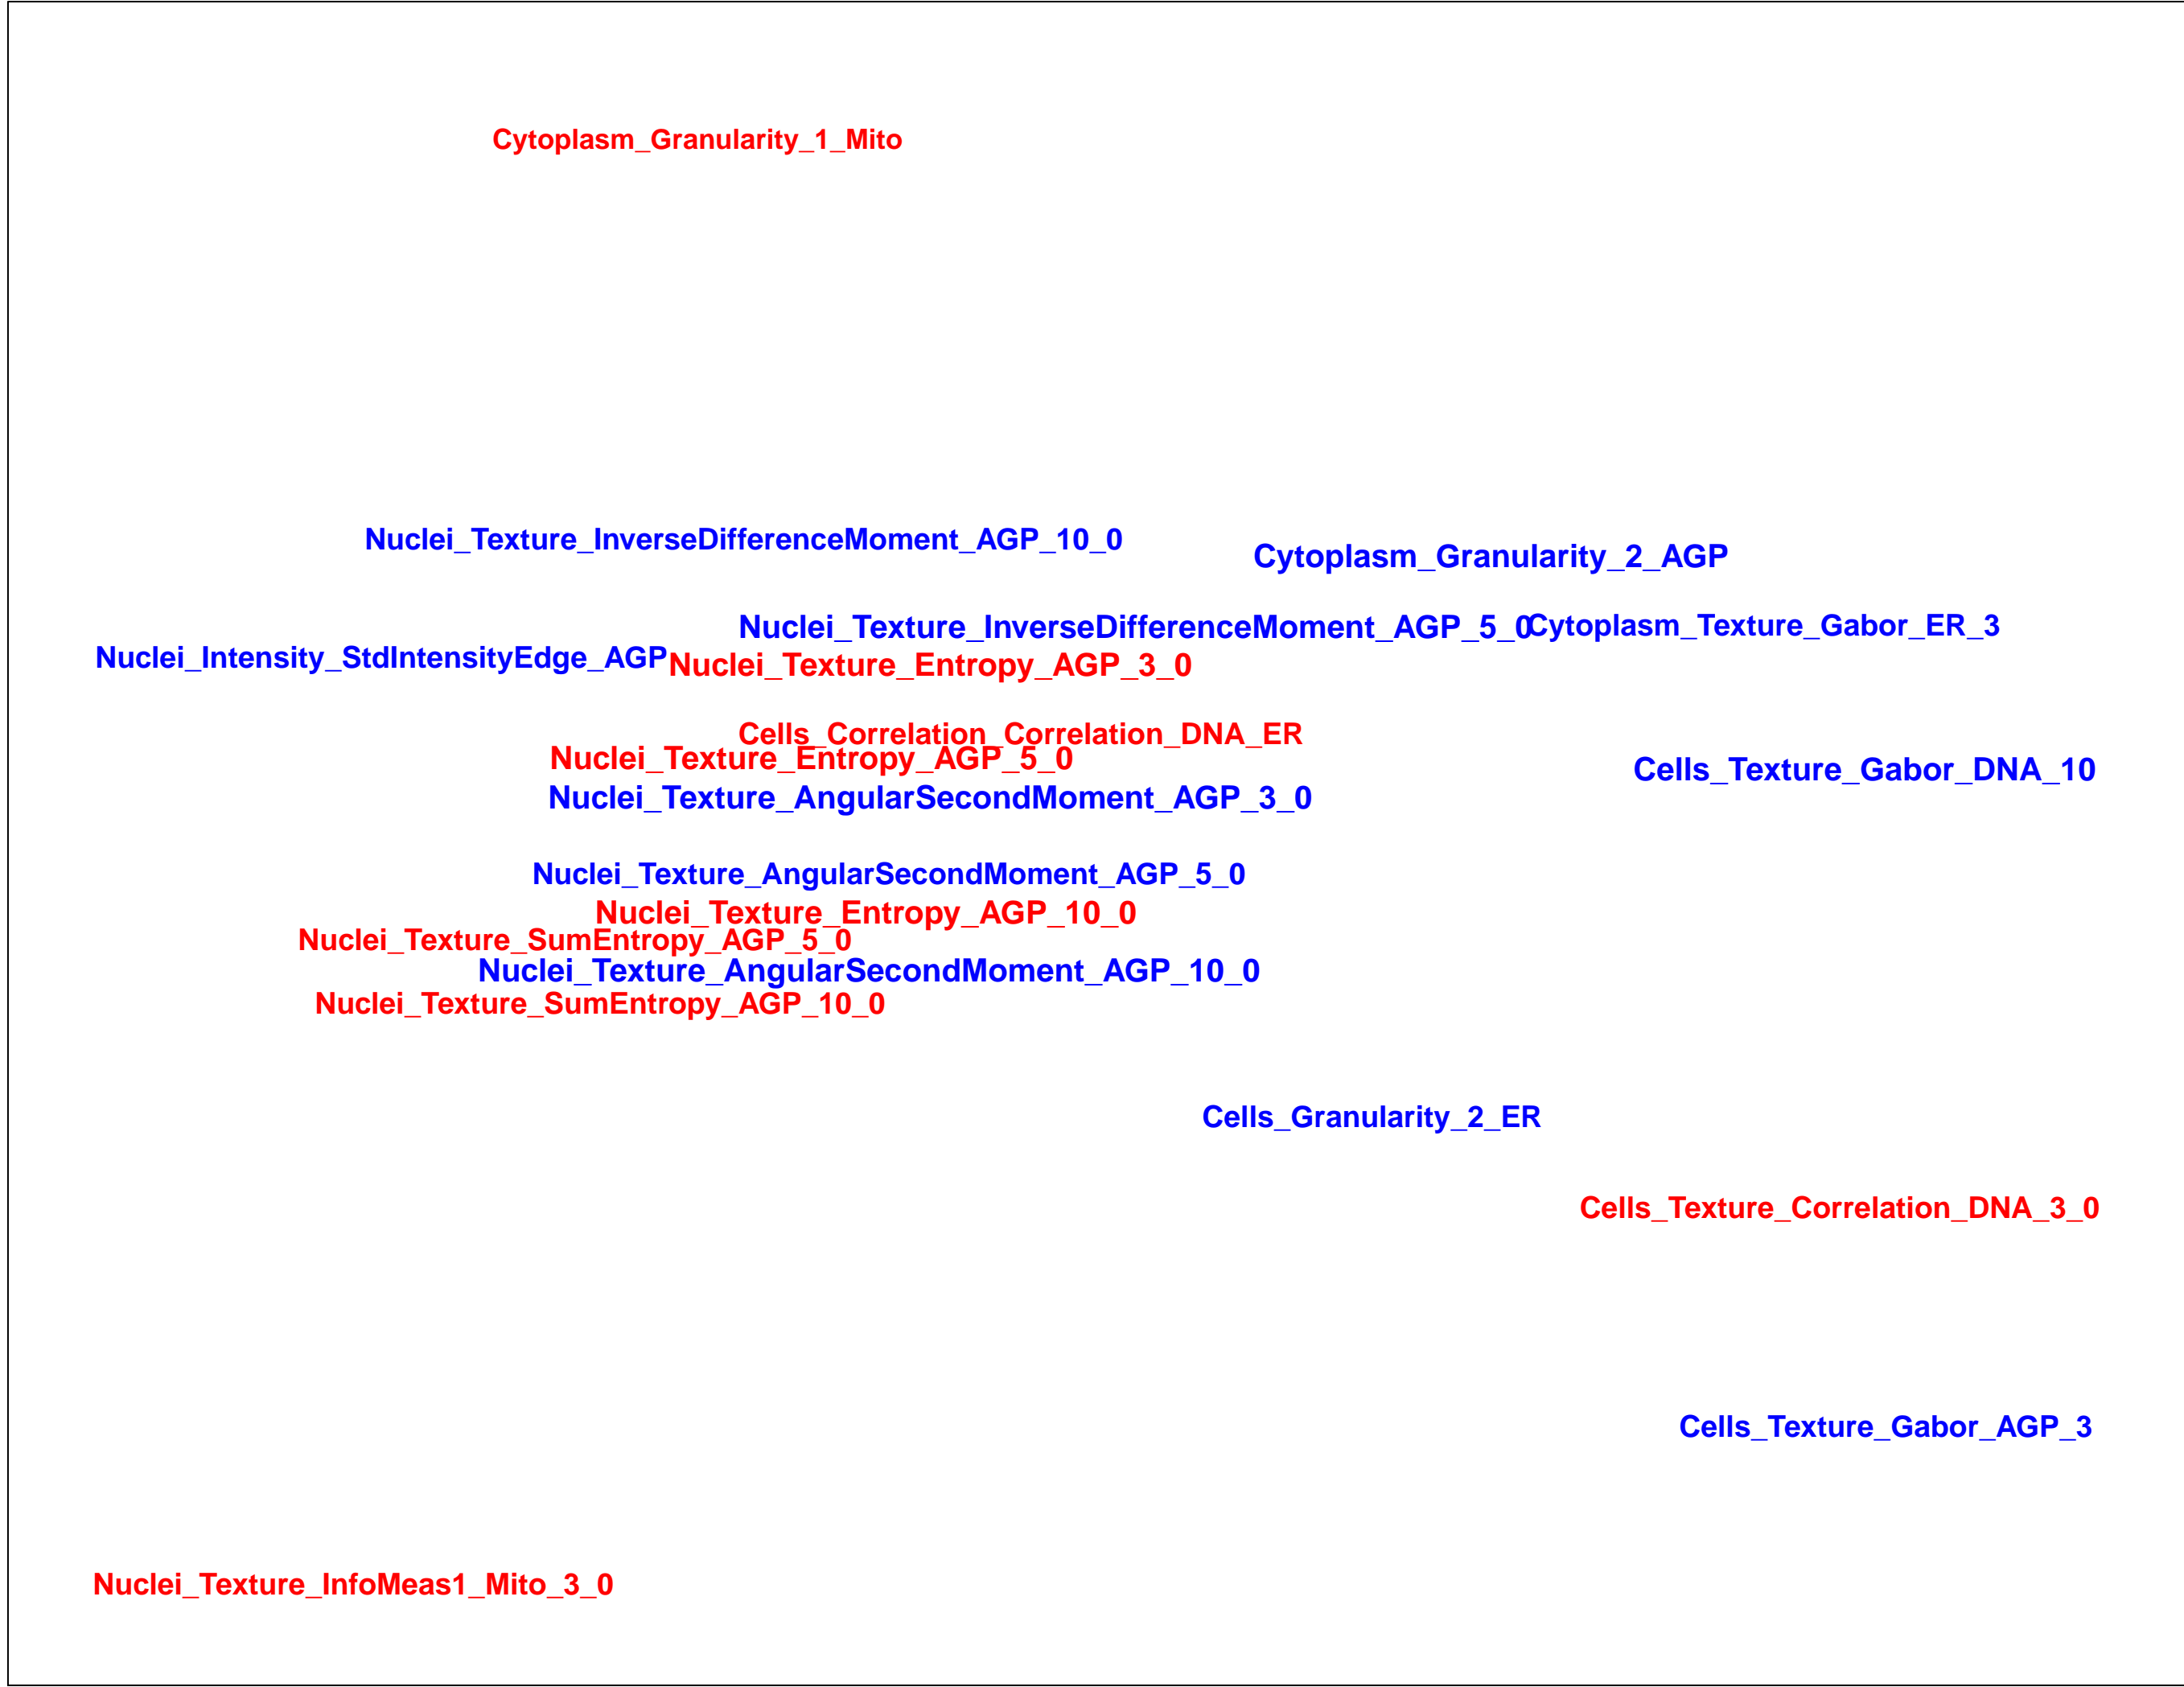 Cytoplasm_Granularity_1_Mito
Nuclei_Texture_InverseDifferenceMoment_AGP_10_0
Cytoplasm_Granularity_2_AGP
Nuclei_Texture_InverseDifferenceMoment_AGP_5_0
Cytoplasm_Texture_Gabor_ER_3
Nuclei_Intensity_StdIntensityEdge_AGP
Nuclei_Texture_Entropy_AGP_3_0
Cells_Correlation_Correlation_DNA_ER
Nuclei_Texture_Entropy_AGP_5_0
Cells_Texture_Gabor_DNA_10
Nuclei_Texture_AngularSecondMoment_AGP_3_0
Nuclei_Texture_AngularSecondMoment_AGP_5_0
Nuclei_Texture_Entropy_AGP_10_0
Nuclei_Texture_SumEntropy_AGP_5_0
Nuclei_Texture_AngularSecondMoment_AGP_10_0
Nuclei_Texture_SumEntropy_AGP_10_0
Cells_Granularity_2_ER
Cells_Texture_Correlation_DNA_3_0
Cells_Texture_Gabor_AGP_3
Nuclei_Texture_InfoMeas1_Mito_3_0